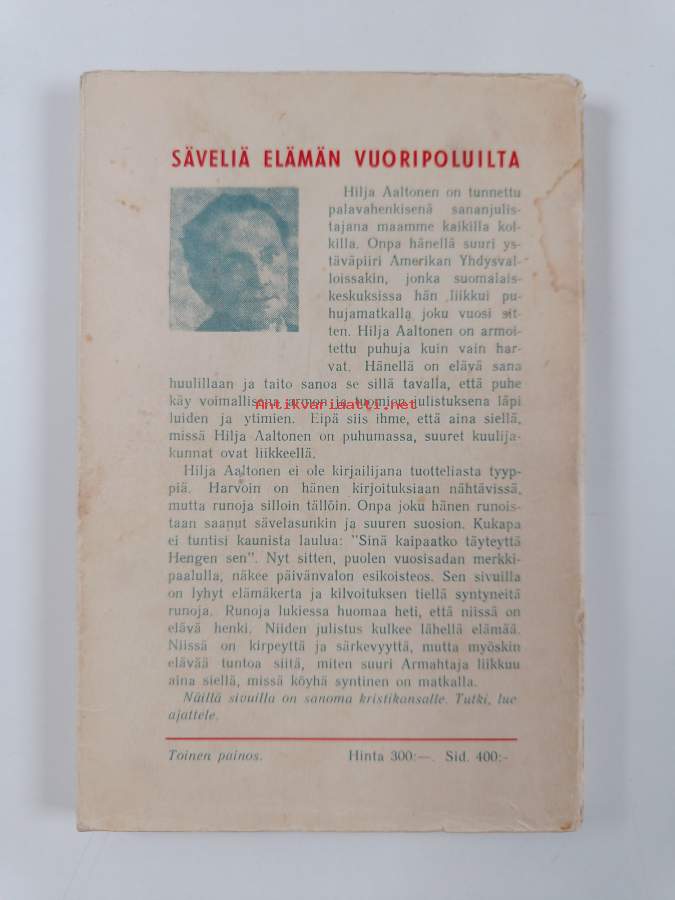 SÄVELIÄ ELÄMÄN VUORIPOLUILTA
Hilja Aaltonen on tunnettu
palavahenkisenä sananjulis-
tajana maamme kaikilla kol-
killa. Onpa hänellä suuri ys-
täväpiiri Amerikan Yhdysval-
loissakin, jonka suomalais-
keskuksissa hän liikkui pu-
hujamatkalla joku vuosi sit-
ten. Hilja Aaltonen on armoi-
tettu puhuja kuin vain har-
vat. Hänellä on elävä sana
huulillaan ja taito sanoa se sillä tavalla, että puhe
käy voimallisena armon ja tuomion julistuksena läpi
Antikvariaatti.net
luiden ja ytimien. Eipä siis ihme, että aina siellä,
missä Hilja Aaltonen on puhumassa, suuret kuulija-
kunnat ovat liikkeellä.
Hilja Aaltonen ei ole kirjailijana tuotteliasta tyyp-
piä. Harvoin on hänen kirjoituksiaan nähtävissä,
mutta runoja silloin tällöin. Onpa joku hänen runois-
taan saanut sävelasunkin ja suuren suosion. Kukapa
ei tuntisi kaunista laulua: "Sinä kaipaatko täyteyttä
Hengen sen". Nyt sitten, puolen vuosisadan merkki-
paalulla, näkee päivänvalon esikoisteos. Sen sivuilla
on lyhyt elämäkerta ja kilvoituksen tiellä syntyneitä
runoja. Runoja lukiessa huomaa heti, että niissä on
elävä henki. Niiden julistus kulkee lähellä elämää.
Niissä on kirpeyttä ja särkevyyttä, mutta myöskin
elävää tuntoa siitä, miten suuri Armahtaja liikkuu
aina siellä, missä köyhä syntinen on matkalla.
Näillä sivuilla on sanoma kristikansalle. Tutki, lue
ajattele.
Toinen painos. Hinta 300:—. Sid. 400:-